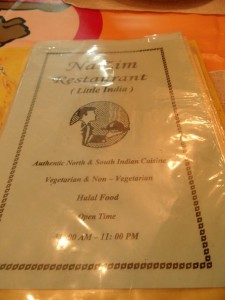 Nazim
Restaurant
( Little India )
Authentic North & South Indian Cuisine
Vegetarian & Non – Vegetarian
Halal Food
Open Time
AM – 11: 00 PM